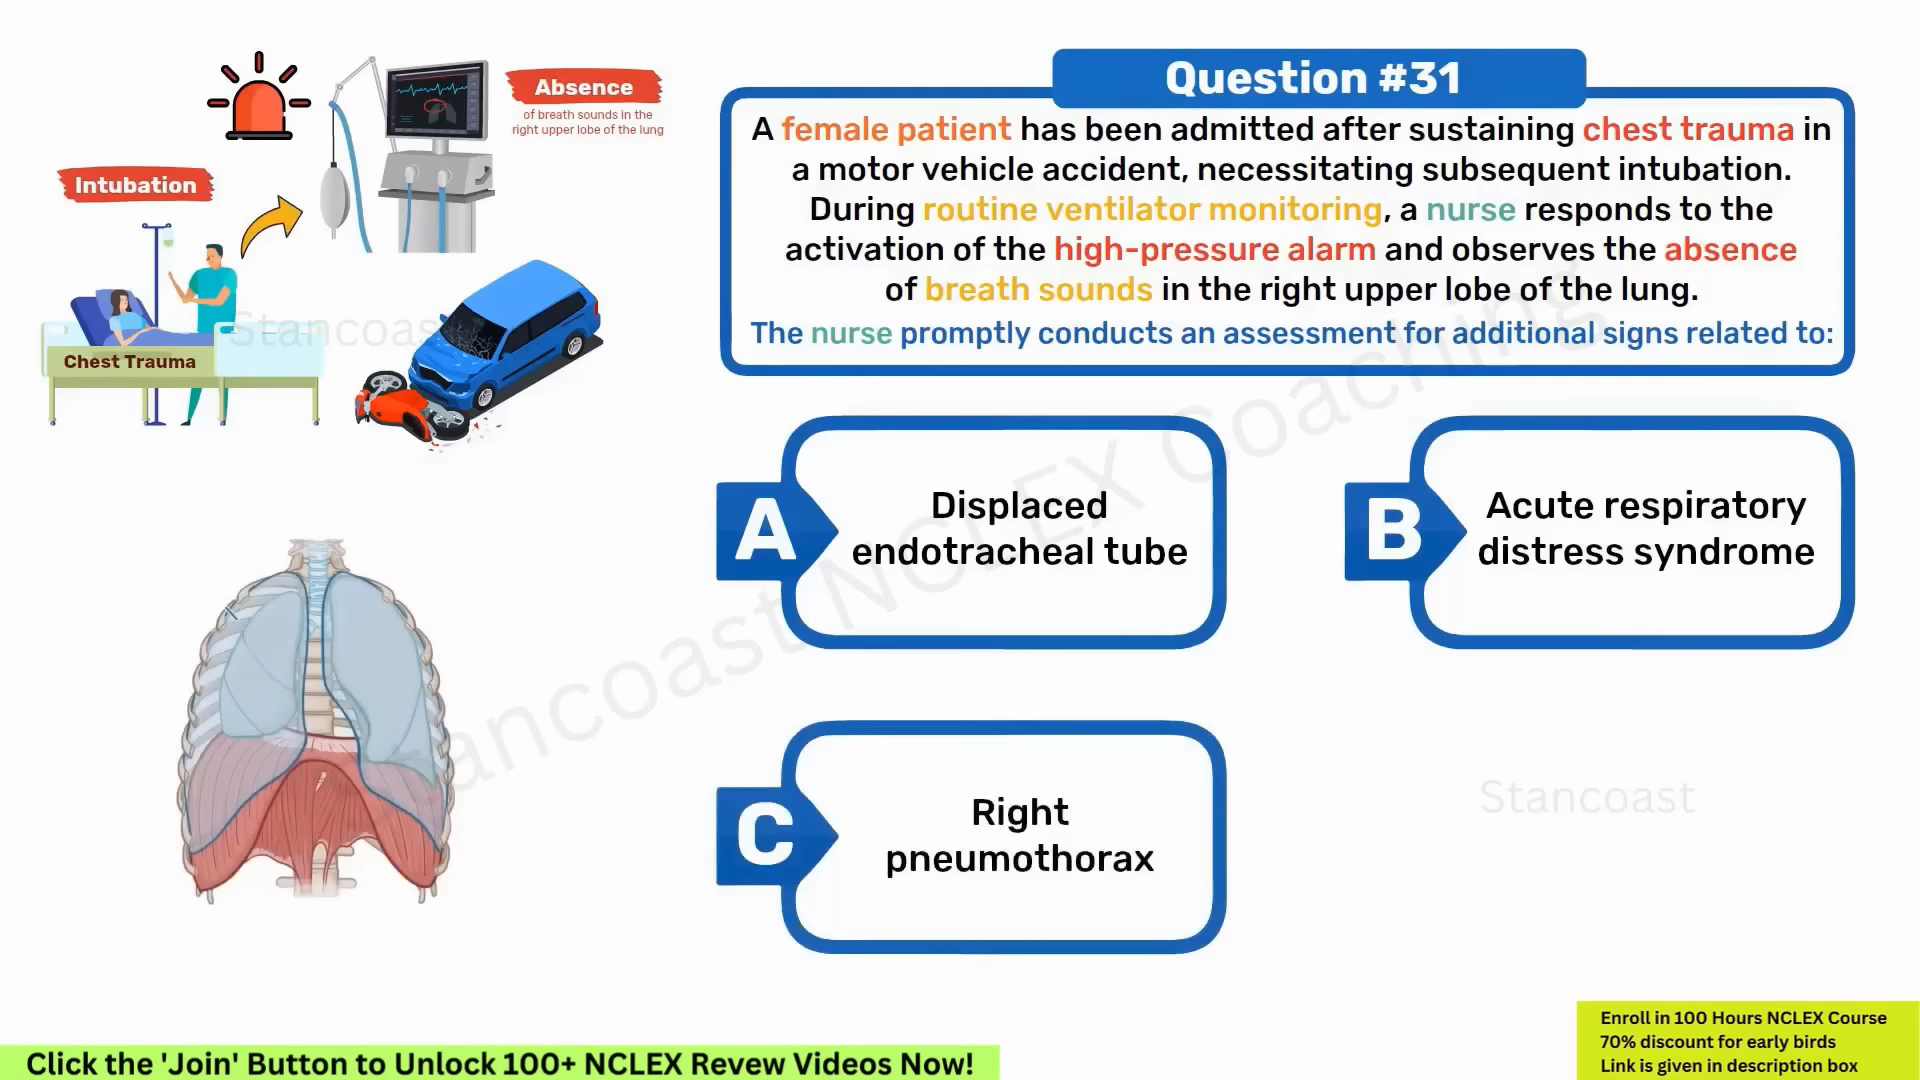 Absence
of breath sounds in the
right upper lobe of the lung
Intubation
Chest Trauma
Question #31
A female patient has been admitted after sustaining chest trauma in
a motor vehicle accident, necessitating subsequent intubation.
During routine ventilator monitoring, a nurse responds to the
activation of the high-pressure alarm and observes the absence
of breath sounds in the right upper lobe of the lung.
The nurse promptly conducts an assessment for additional signs related to:
A
Displaced
endotracheal tube
B
Acute respiratory
distress syndrome
C
Right
pneumothorax
Stancoast
Stancoast NCLEX Coaching
Stancoast
Click the 'Join' Button to Unlock 100+ NCLEX Revew Videos Now!
Enroll in 100 Hours NCLEX Course
70% discount for early birds
Link is given in description box